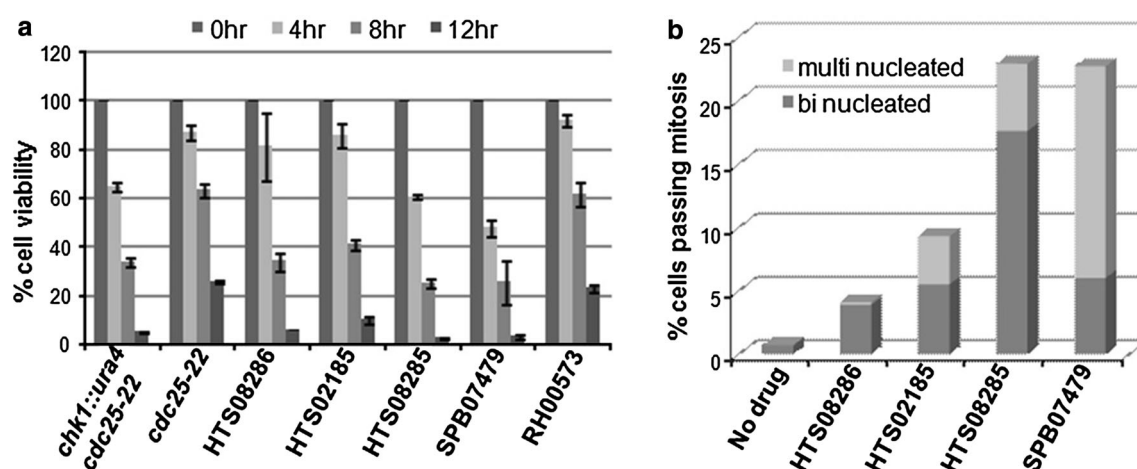 a
0hr 4hr 8hr 12hr
% cell viability
120
100
80
60
40
20
0
chk1::ura4
cdc25-22
cdc25-22
HTS08286
HTS02185
HTS08285
SPB07479
RH00573
b
multi nucleated
bi nucleated
% cells passing mitosis
25
20
15
10
5
0
No drug
HTS08286
HTS02185
HTS08285
SPB07479